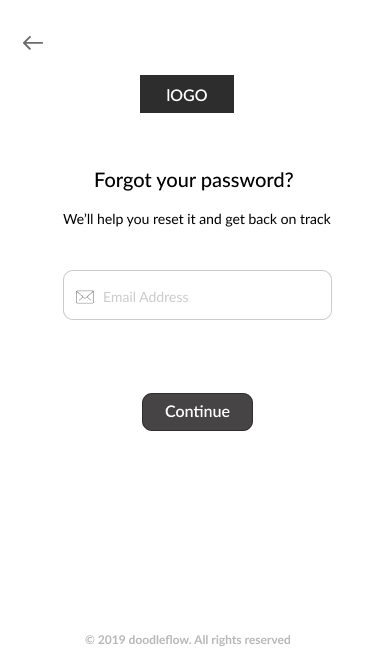 lOGO
Forgot your password?
We'll help you reset it and get back on track
Email Address
Continue
© 2019 doodleflow. All rights reserved